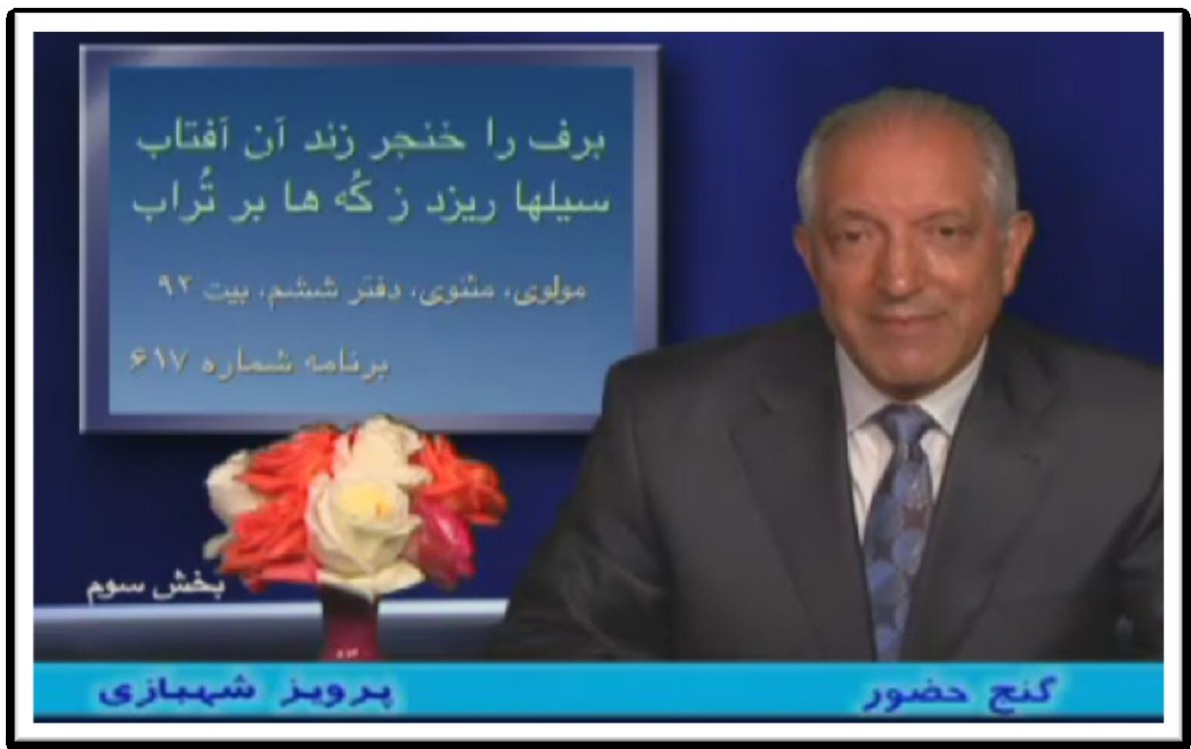 برف را خنجر زند آن آفتاب
سیلها ریزد ز کُه ها بر تُراب
مولوی، مثنوی، دفتر ششم، بیت ۹۲
برنامه شماره ۶۱۷
بخش سوم
گنج حضور
پرویز شهبازی